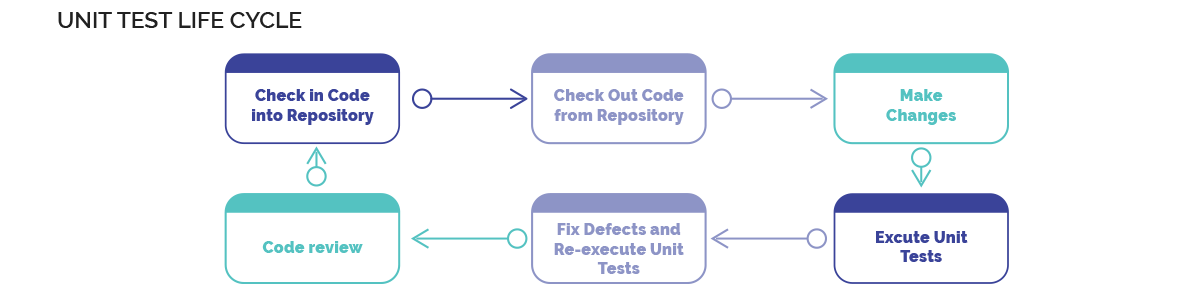 UNIT TEST LIFE CYCLE
Check in Code
into Repository
Check Out Code
from Repository
Make
Changes
Code review
Fix Defects and
Re-execute Unit
Tests
Excute Unit
Tests